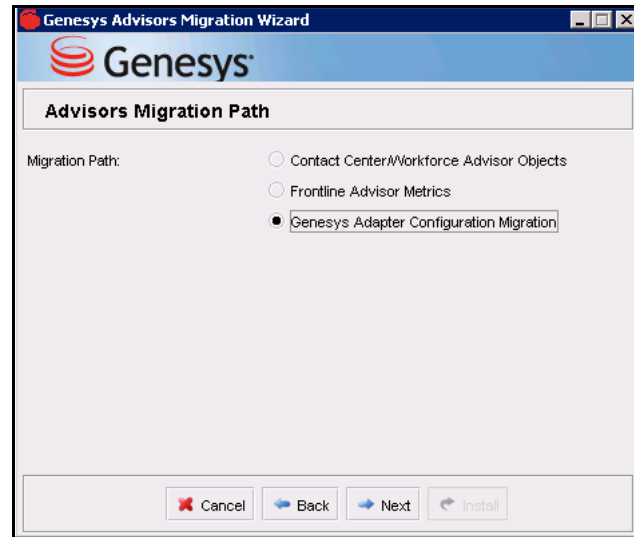 Genesys Advisors Migration Wizard
Genesys
Advisors Migration Path
Migration Path:
Contact Center/Workforce Advisor Objects
Frontline Advisor Metrics
Genesys Adapter Configuration Migration
Cancel Back Next Install